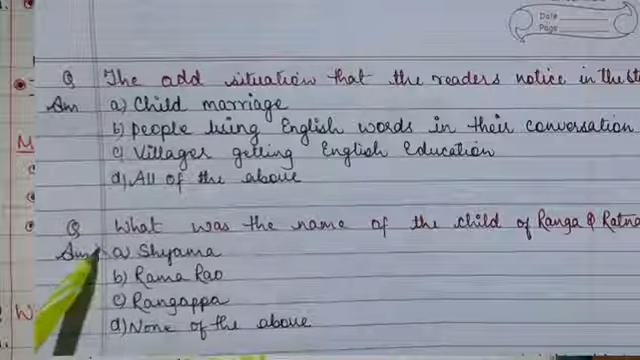 Date
Page
Q The add situation that the readers notice in the
Ans a) Child marriage
b) people using English words in their conversation
c) Villager getting English Education
d) All of the above
Q What was the name of the child of Ranga & Ratna
Ans a) Shyama
b) Rama Rao
c) Rangappa
d) None of the above